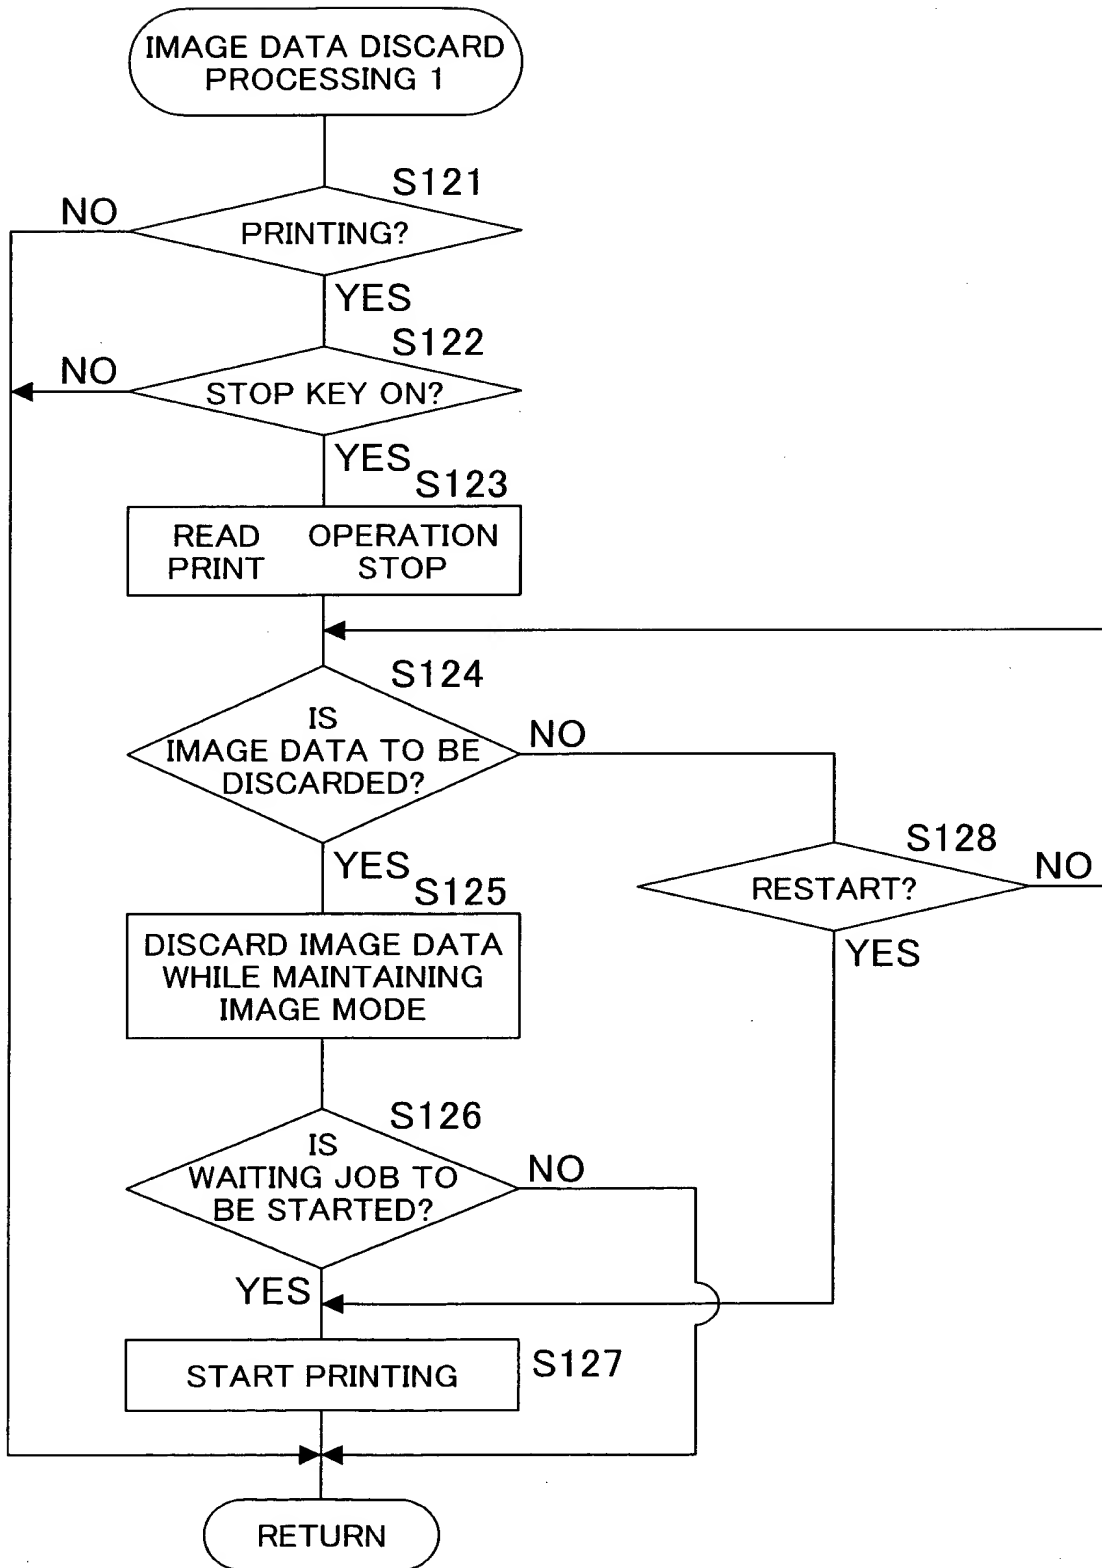 IMAGE DATA DISCARD
PROCESSING 1
S121
NO
PRINTING?
YES
S122
NO
STOP KEY ON?
YES
S123
READ OPERATION
PRINT STOP
S124
IS
IMAGE DATA TO BE
DISCARDED?
NO
S128
RESTART?
NO
YES
YES
S125
DISCARD IMAGE DATA
WHILE MAINTAINING
IMAGE MODE
S126
IS
WAITING JOB TO
BE STARTED?
NO
YES
START PRINTING
S127
RETURN